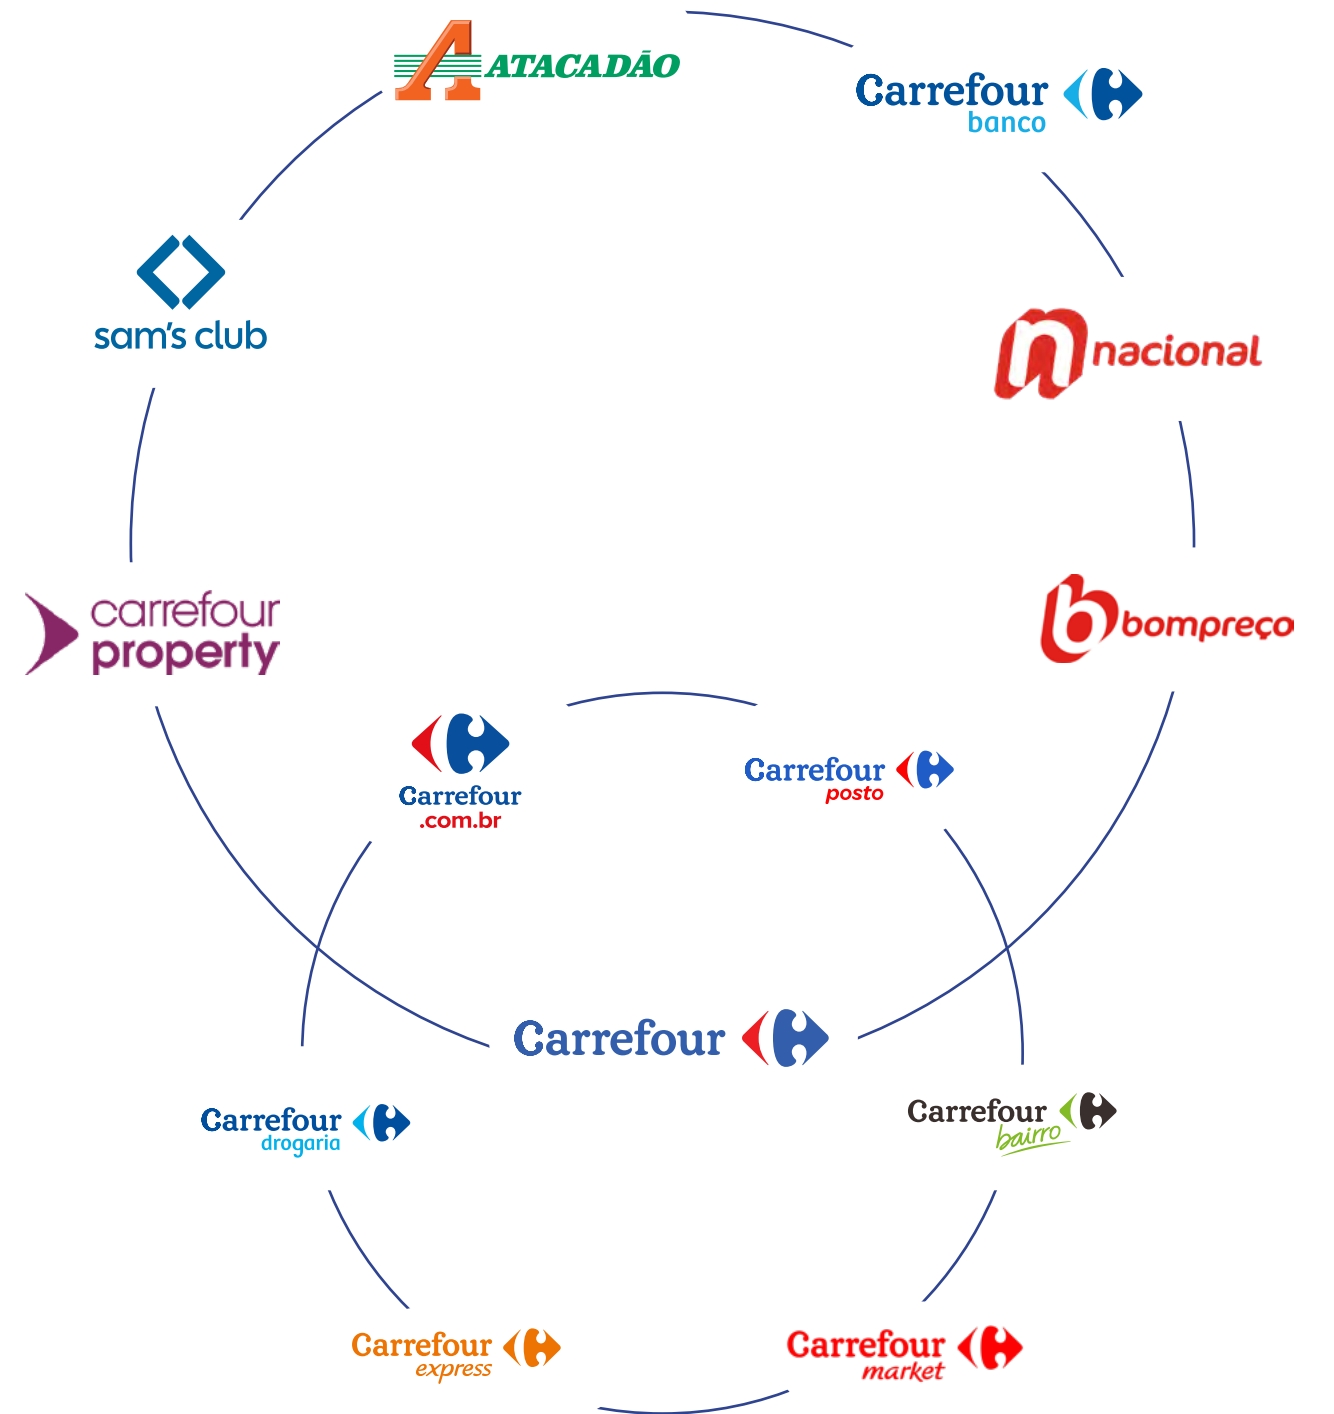 ATACADÃO
Carrefour
banco
sam's club
nacional
carrefour
property
bompreço
Carrefour
.com.br
Carrefour
posto
Carrefour
Carrefour
drogaria
Carrefour
bairro
Carrefour
express
Carrefour
market